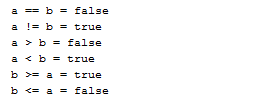 a == b = false
a != b = true
a > b = false
a < b = true
b >= a = true
b <= a = false